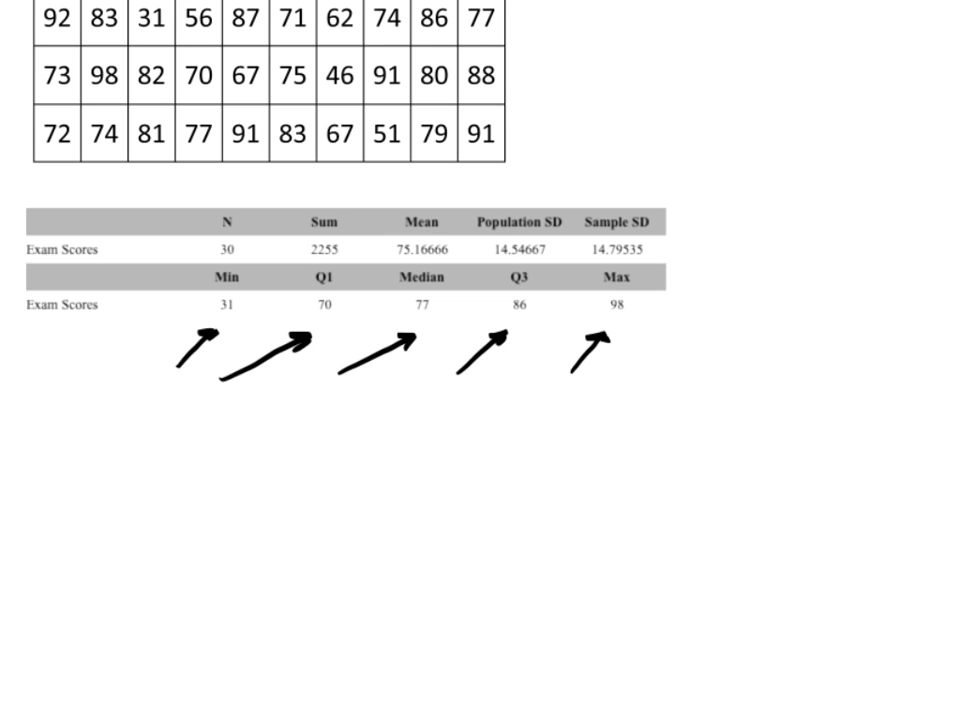 92 83 31 56 87 71 62 74 86 77
73 98 82 70 67 75 46 91 80 88
72 74 81 77 91 83 67 51 79 91
N Sum Mean Population SD Sample SD
Exam Scores 30 2255 75.16666 14.54667 14.79535
Min Q1 Median Q3 Max
Exam Scores 31 70 77 86 98